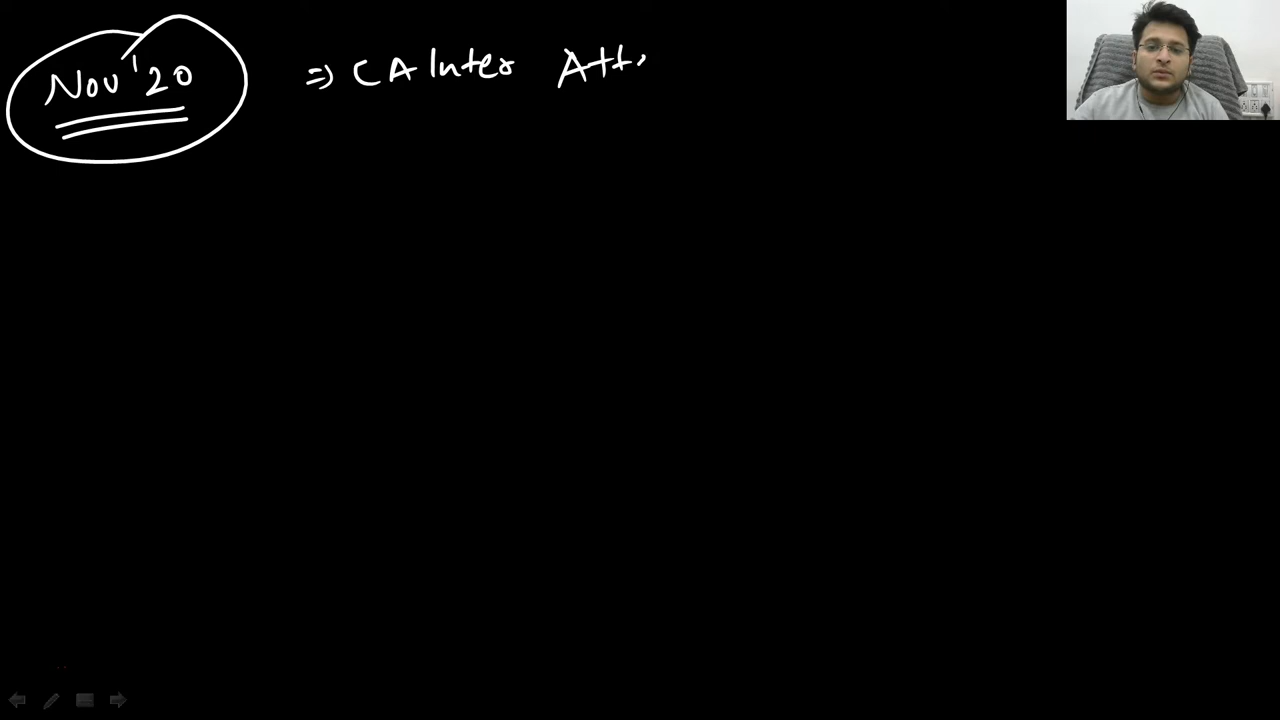 Nov '20 ⇒ CA Inter Att.